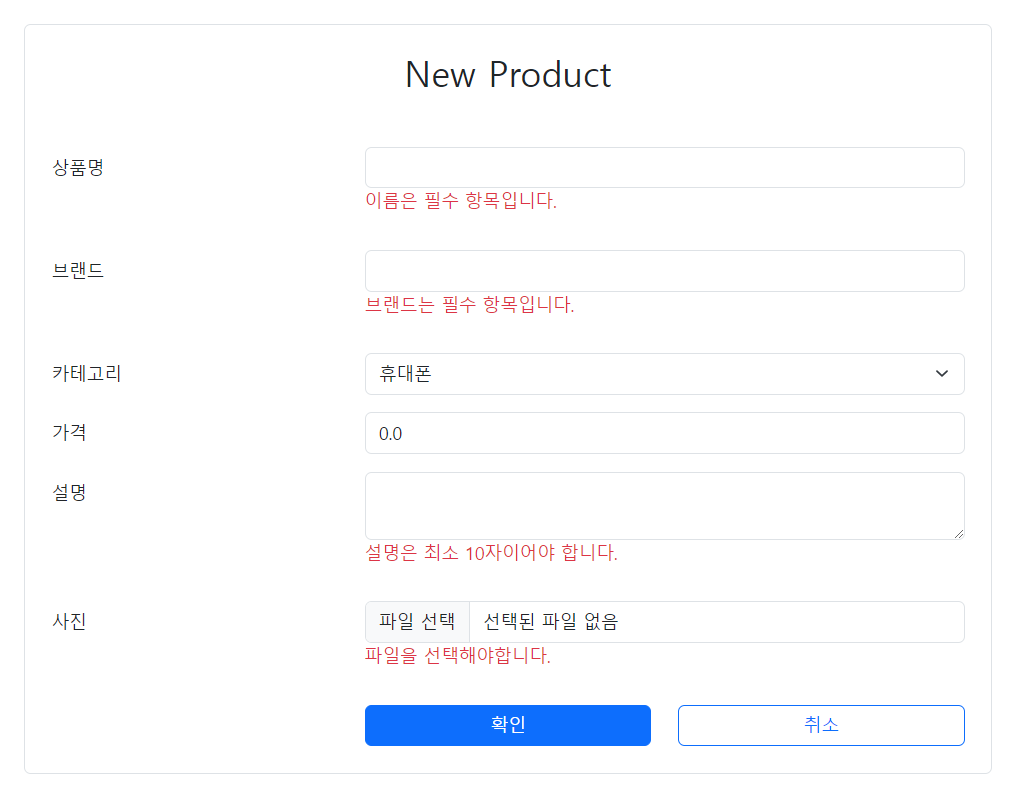 New Product
상품명
이름은 필수 항목입니다.
브랜드
브랜드는 필수 항목입니다.
카테고리 휴대폰
가격 0.0
설명
설명은 최소 10자이어야 합니다.
사진 파일 선택 선택된 파일 없음
파일을 선택해야합니다.
확인 취소